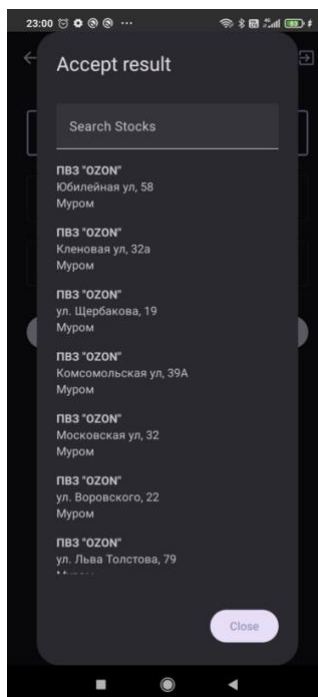 23:00
Accept result
Search Stocks
ПВЗ "OZON"
Юбилейная ул, 58
Муром
ПВЗ "OZON"
Кленовая ул, 32а
Муром
ПВЗ "OZON"
ул. Щербакова, 19
Муром
ПВЗ "OZON"
Комсомольская ул, 39А
Муром
ПВЗ "OZON"
Московская ул, 32
Муром
ПВЗ "OZON"
ул. Воровского, 22
Муром
ПВЗ "OZON"
ул. Льва Толстова, 79
Close